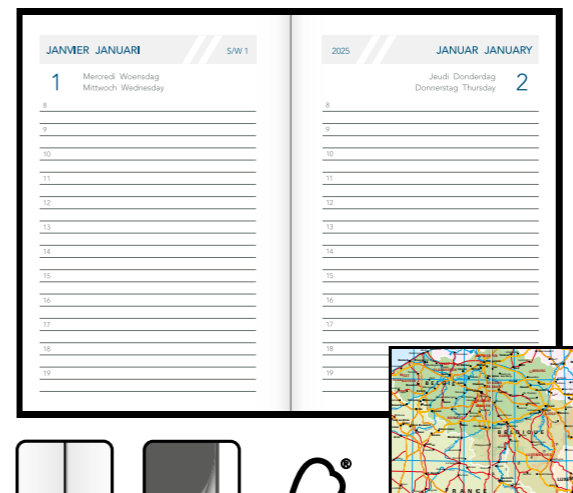 JANVIER JANUARI S/W 1
1 Mercredi Woensdag
Mittwoch Wednesday
8
9
10
11
12
13
14
15
16
17
18
19
2025 JANUAR JANUARY
Jeudi Donderdag 2
Donnerstag Thursday
8
9
10
11
12
13
14
15
16
17
18
19
BELGIË
BELGIQUE
FRANCE
®